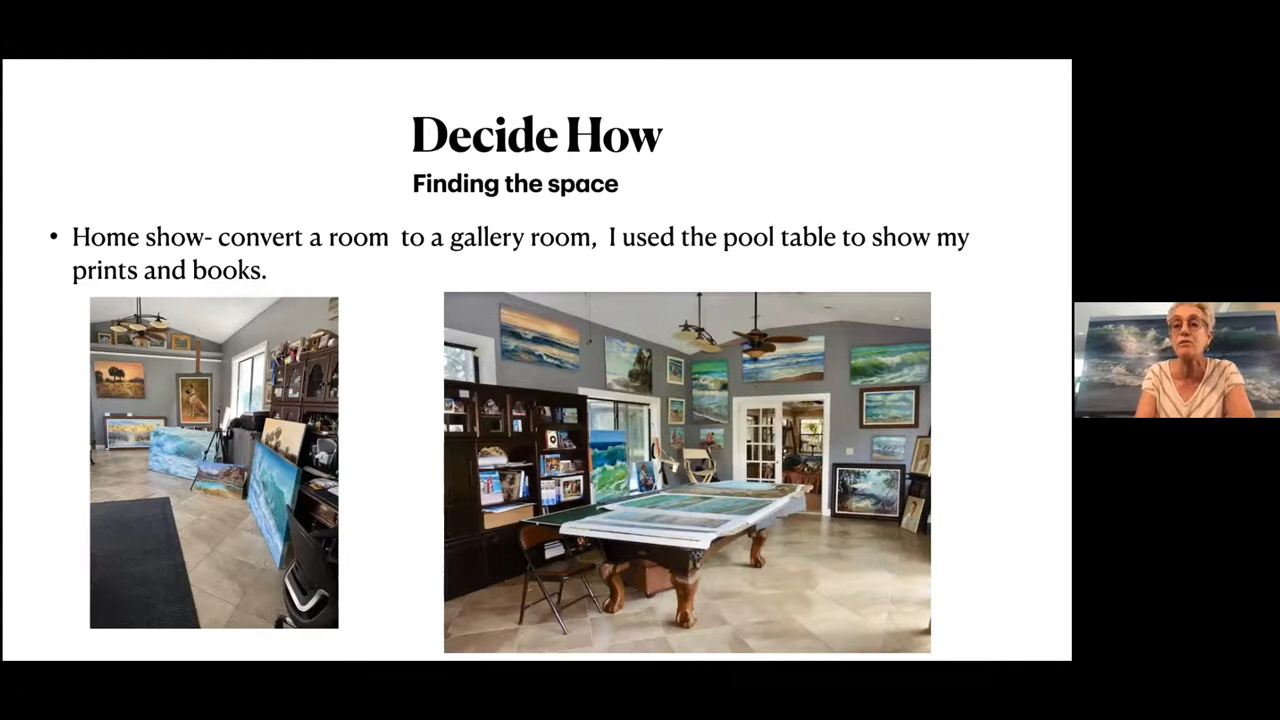 Decide How
Finding the space
• Home show- convert a room  to a gallery room,  I used the pool table to show my
prints and books.